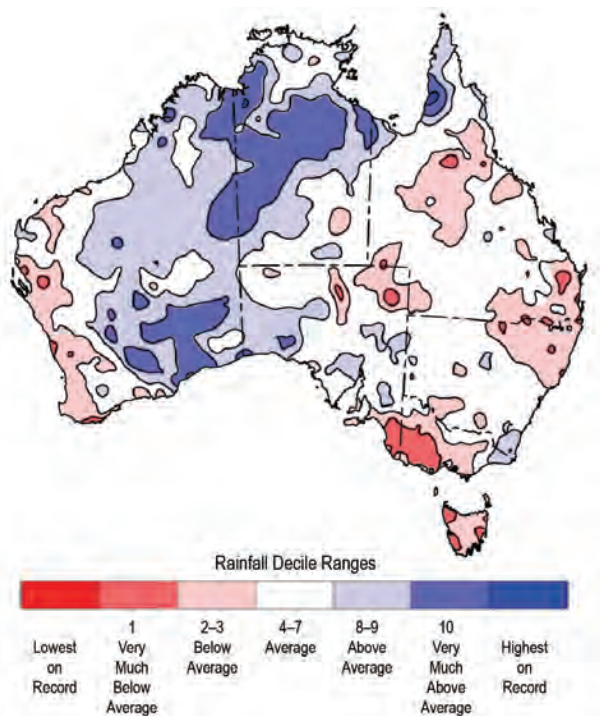 Rainfall Decile Ranges
Lowest
on
Record
1
Very
Much
Below
Average
2–3
Below
Average
4–7
Average
8–9
Above
Average
10
Very
Much
Above
Average
Highest
on
Record